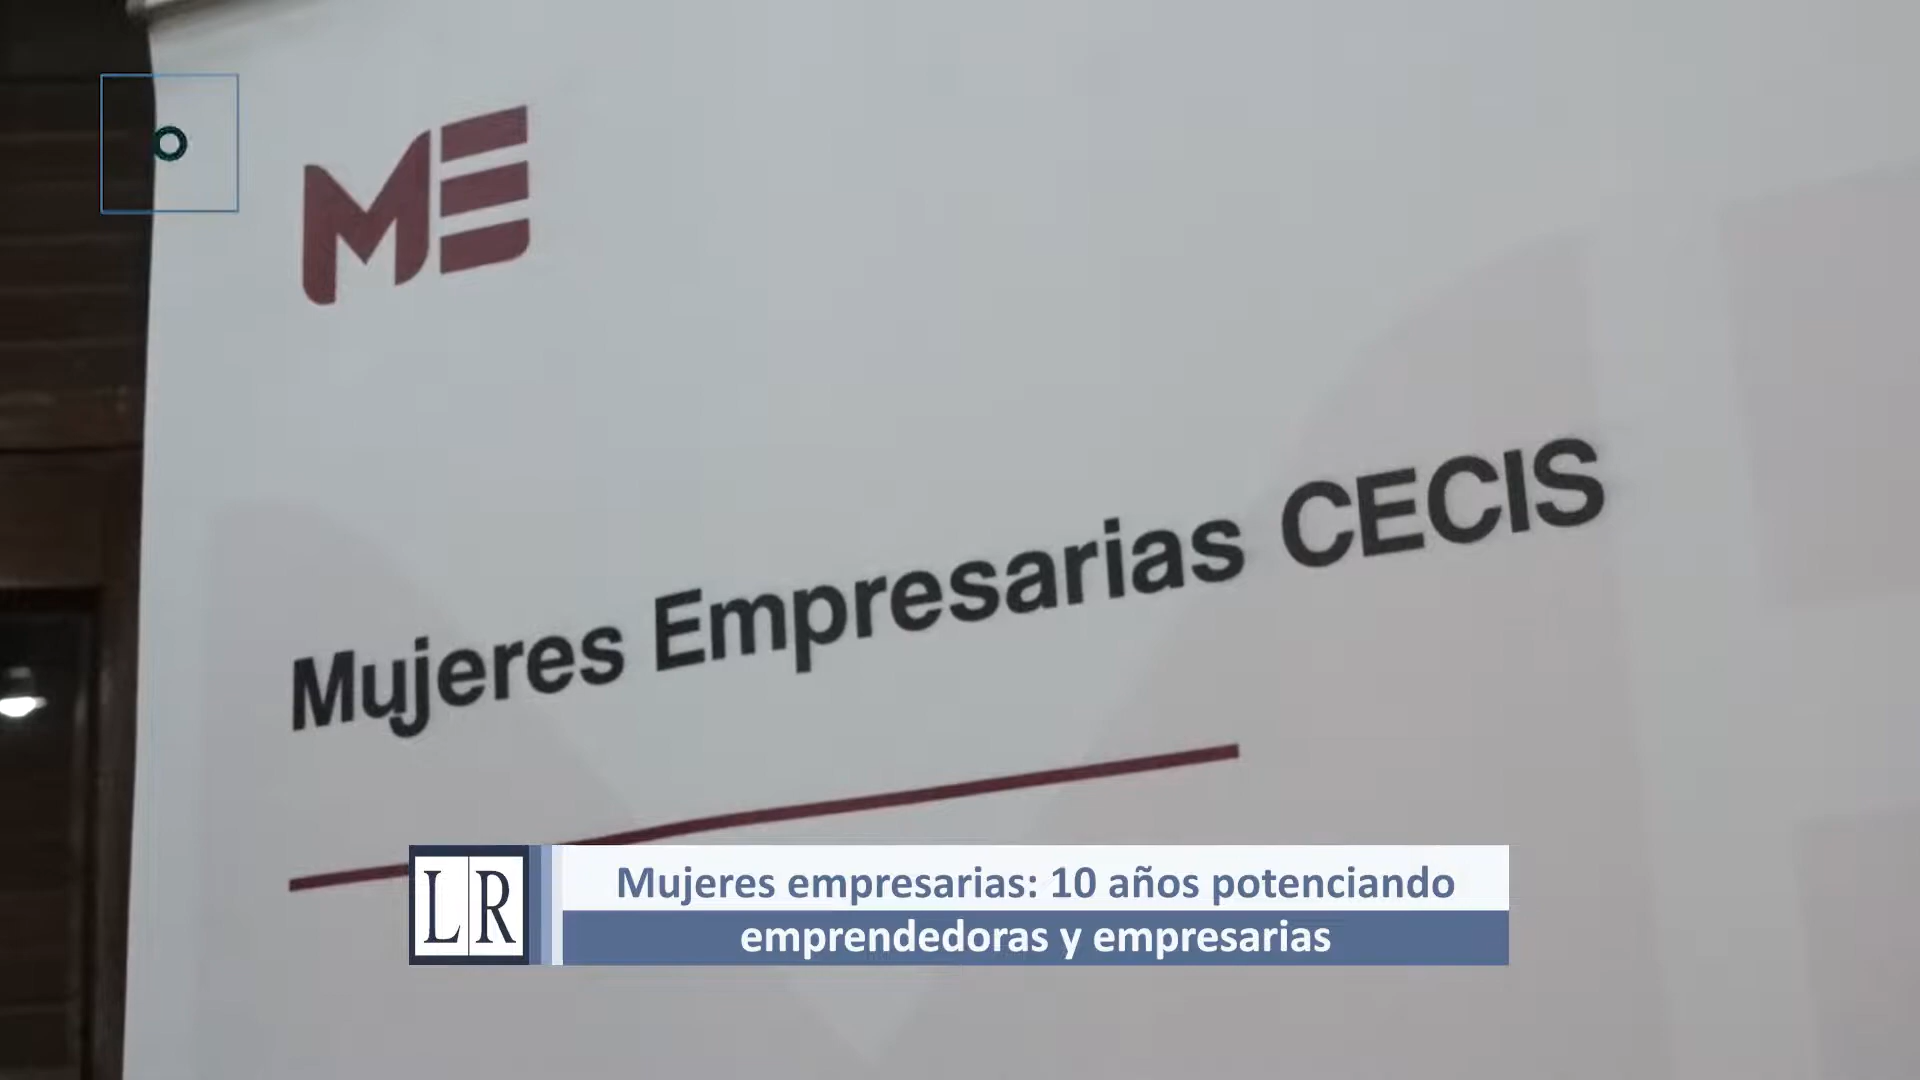 ME
Mujeres Empresarias CECIS
LR
Mujeres empresarias: 10 años potenciando
emprendedoras y empresarias